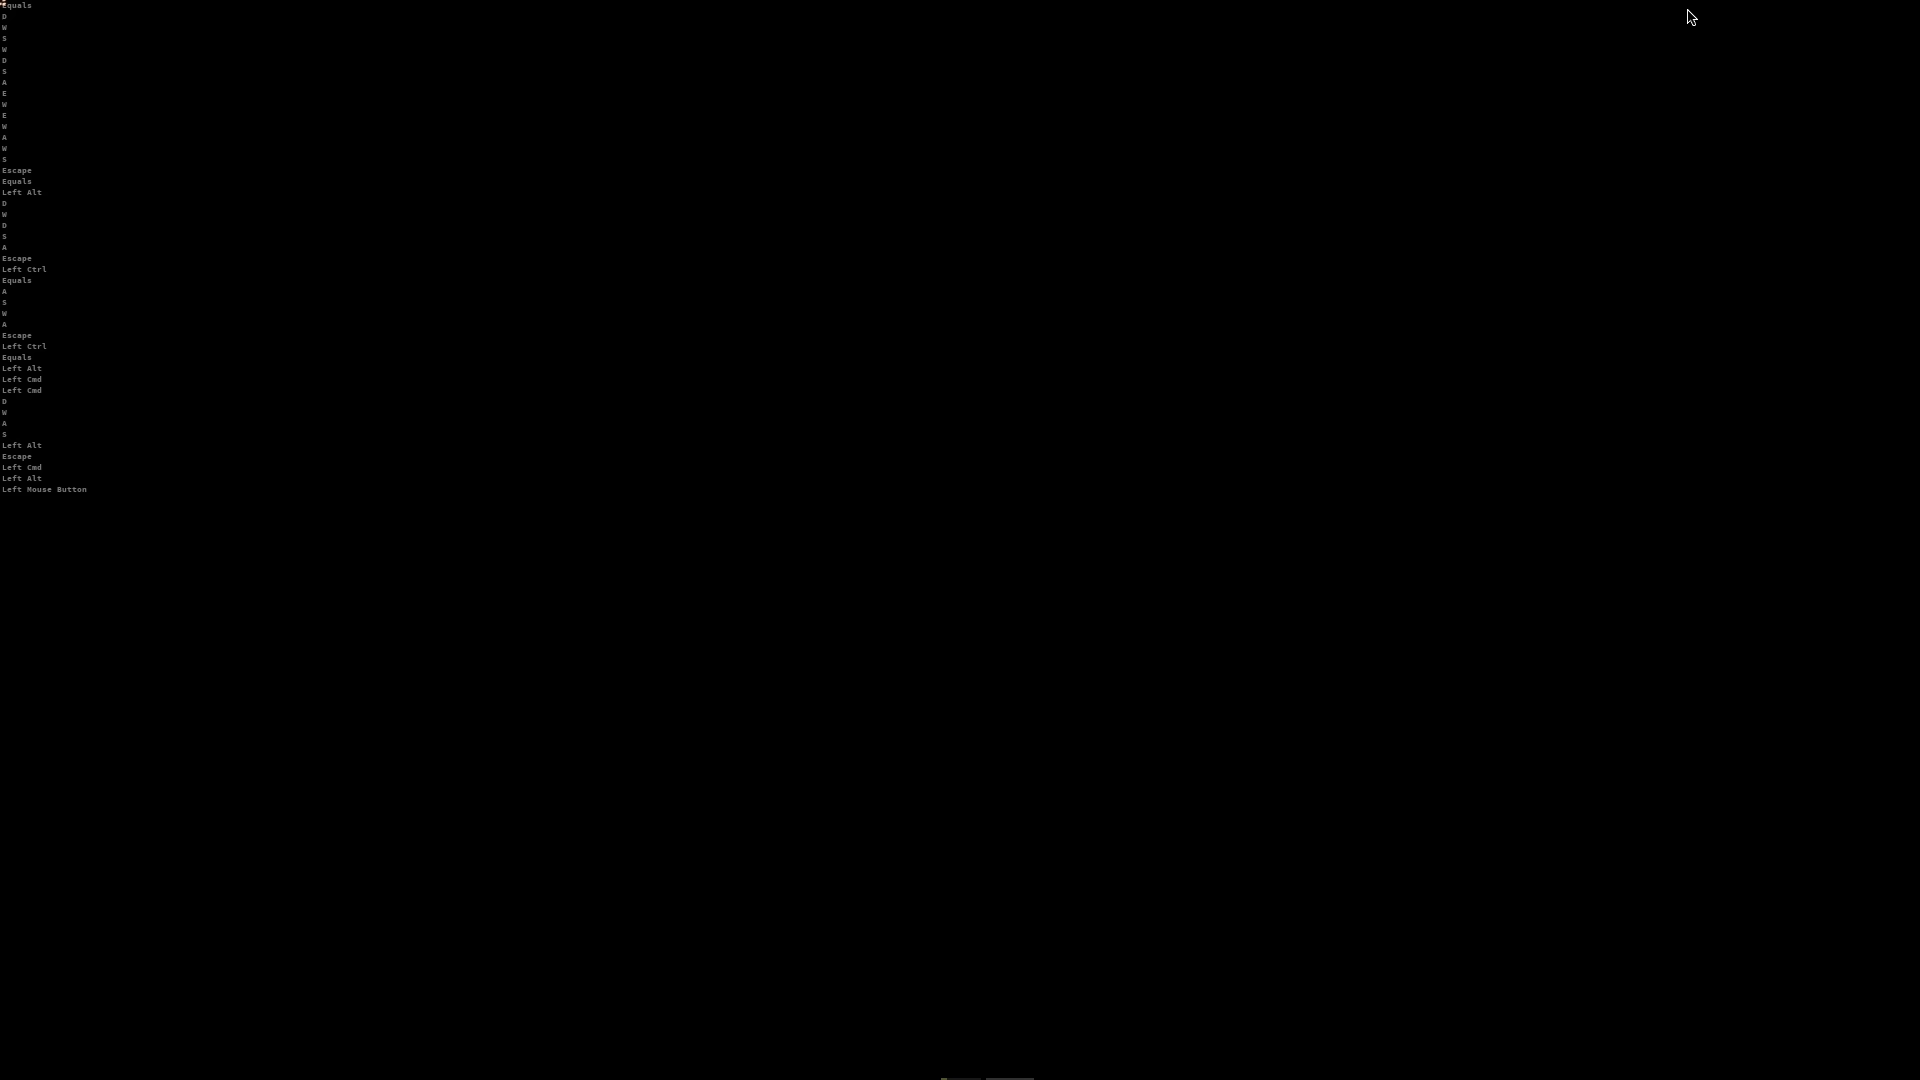 Equals
D
W
S
W
D
S
A
E
W
E
W
A
W
S
Escape
Equals
Left Alt
D
W
D
S
A
Escape
Left Ctrl
Equals
A
S
W
A
Escape
Left Ctrl
Equals
Left Alt
Left Cmd
Left Cmd
D
W
A
S
Left Alt
Escape
Left Cmd
Left Alt
Left Mouse Button